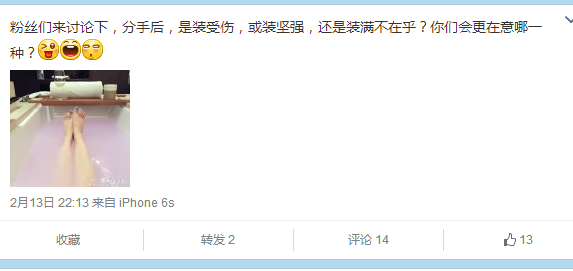 粉丝们来讨论下，分手后，是装受伤，或装坚强，还是装满不在乎？你们会更在意哪一
种？
2月13日 22:13 来自 iPhone 6s
收藏
转发 2
评论 14
13